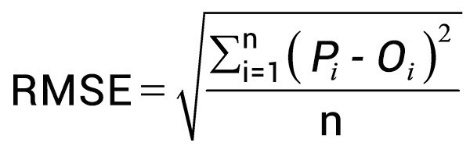 RMSE = √(∑ⁿᵢ₌₁ (Pᵢ - Oᵢ)² / n)